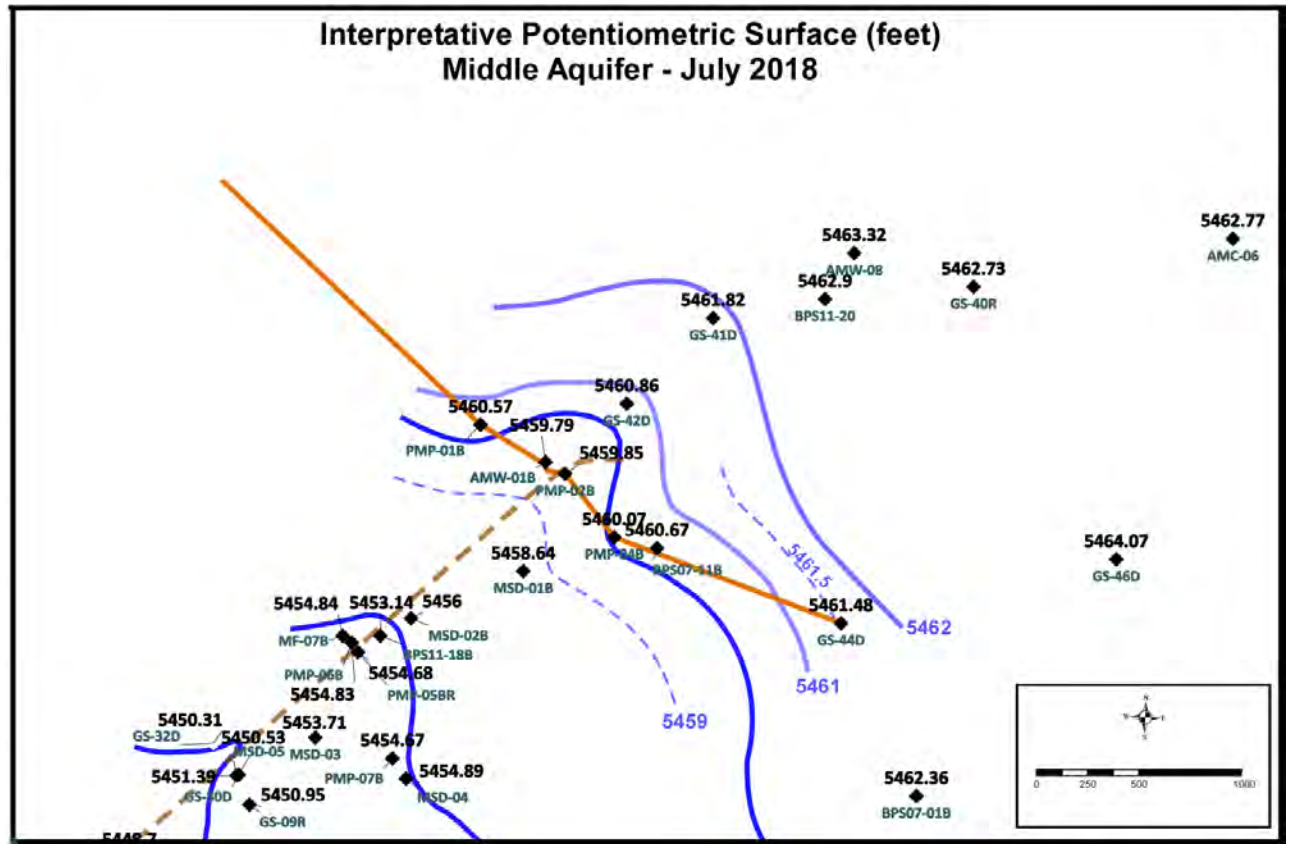 Interpretative Potentiometric Surface (feet)
Middle Aquifer - July 2018
5462.77
AMC-06
5463.32
AMW-08
5462.9
BPS11-20
5462.73
GS-40R
5461.82
GS-41D
5460.86
GS-42D
5460.57
PMP-01B
5459.79
AMW-01B
5459.85
PMP-02B
5460.07
PMP-24B
5460.67
BPS07-11B
5458.64
MSD-01B
5461.5
5464.07
GS-46D
5461.48
GS-44D
5462
5461
5459
5454.84
MF-07B
5453.14
BPS11-18B
5456
MSD-02B
PMP-06B
5454.83
5454.68
PMP-05BR
5450.31
GS-32D
5450.53
MSD-05
5453.71
MSD-03
5451.39
5454.67
PMP-07B
5454.89
MSD-04
5450.95
GS-09R
5462.36
BPS07-01B
N
W
E
S
0
250
500
1000